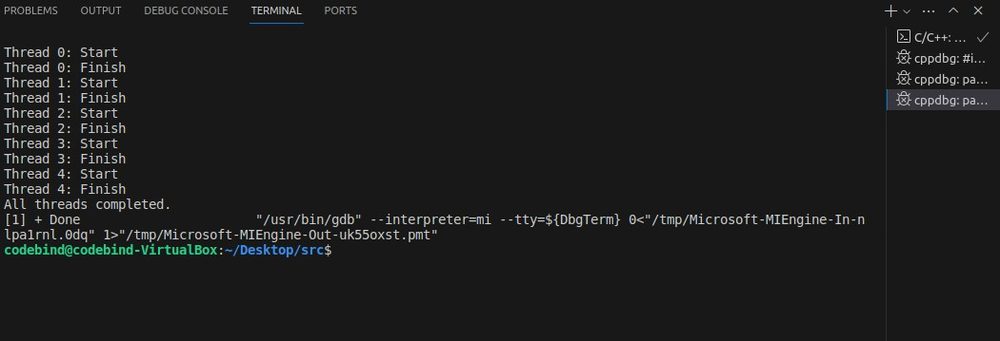 PROBLEMS OUTPUT DEBUG CONSOLE TERMINAL PORTS
Thread 0: Start
Thread 0: Finish
Thread 1: Start
Thread 1: Finish
Thread 2: Start
Thread 2: Finish
Thread 3: Start
Thread 3: Finish
Thread 4: Start
Thread 4: Finish
All threads completed.
[1] + Done "/usr/bin/gdb" --interpreter=mi --tty=${DbgTerm} 0<"/tmp/Microsoft-MIEngine-In-n
lpa1rnl.0dq" 1>"/tmp/Microsoft-MIEngine-Out-uk55oxst.pmt"
codebind@codebind-VirtualBox:~/Desktop/src$
C/C++: ...
cppdbg: #i...
cppdbg: pa...
cppdbg: pa...